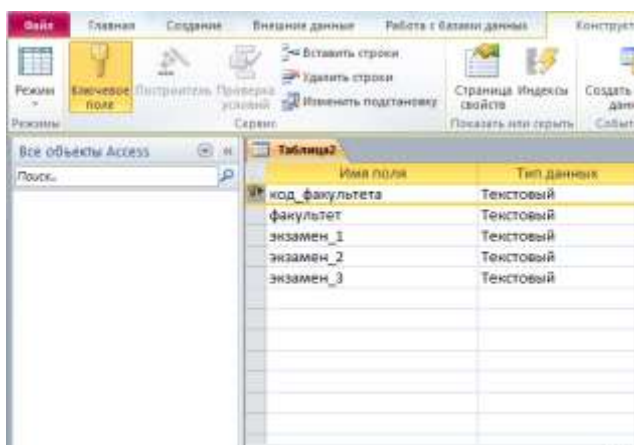 Файл Главная Создание Внешние данные Работа с базами данных Конструкт
Режим
Ключевое поле
Построитель
Проверка условий
Вставить строки
Удалить строки
Изменить подстановку
Страница свойств
Индексы
Создать
дан
Режимы Сервис Показать или скрыть Событ
Все объекты Access
Поиск...
Таблица2
Имя поля Тип данных
код_факультета Текстовый
факультет Текстовый
экзамен_1 Текстовый
экзамен_2 Текстовый
экзамен_3 Текстовый